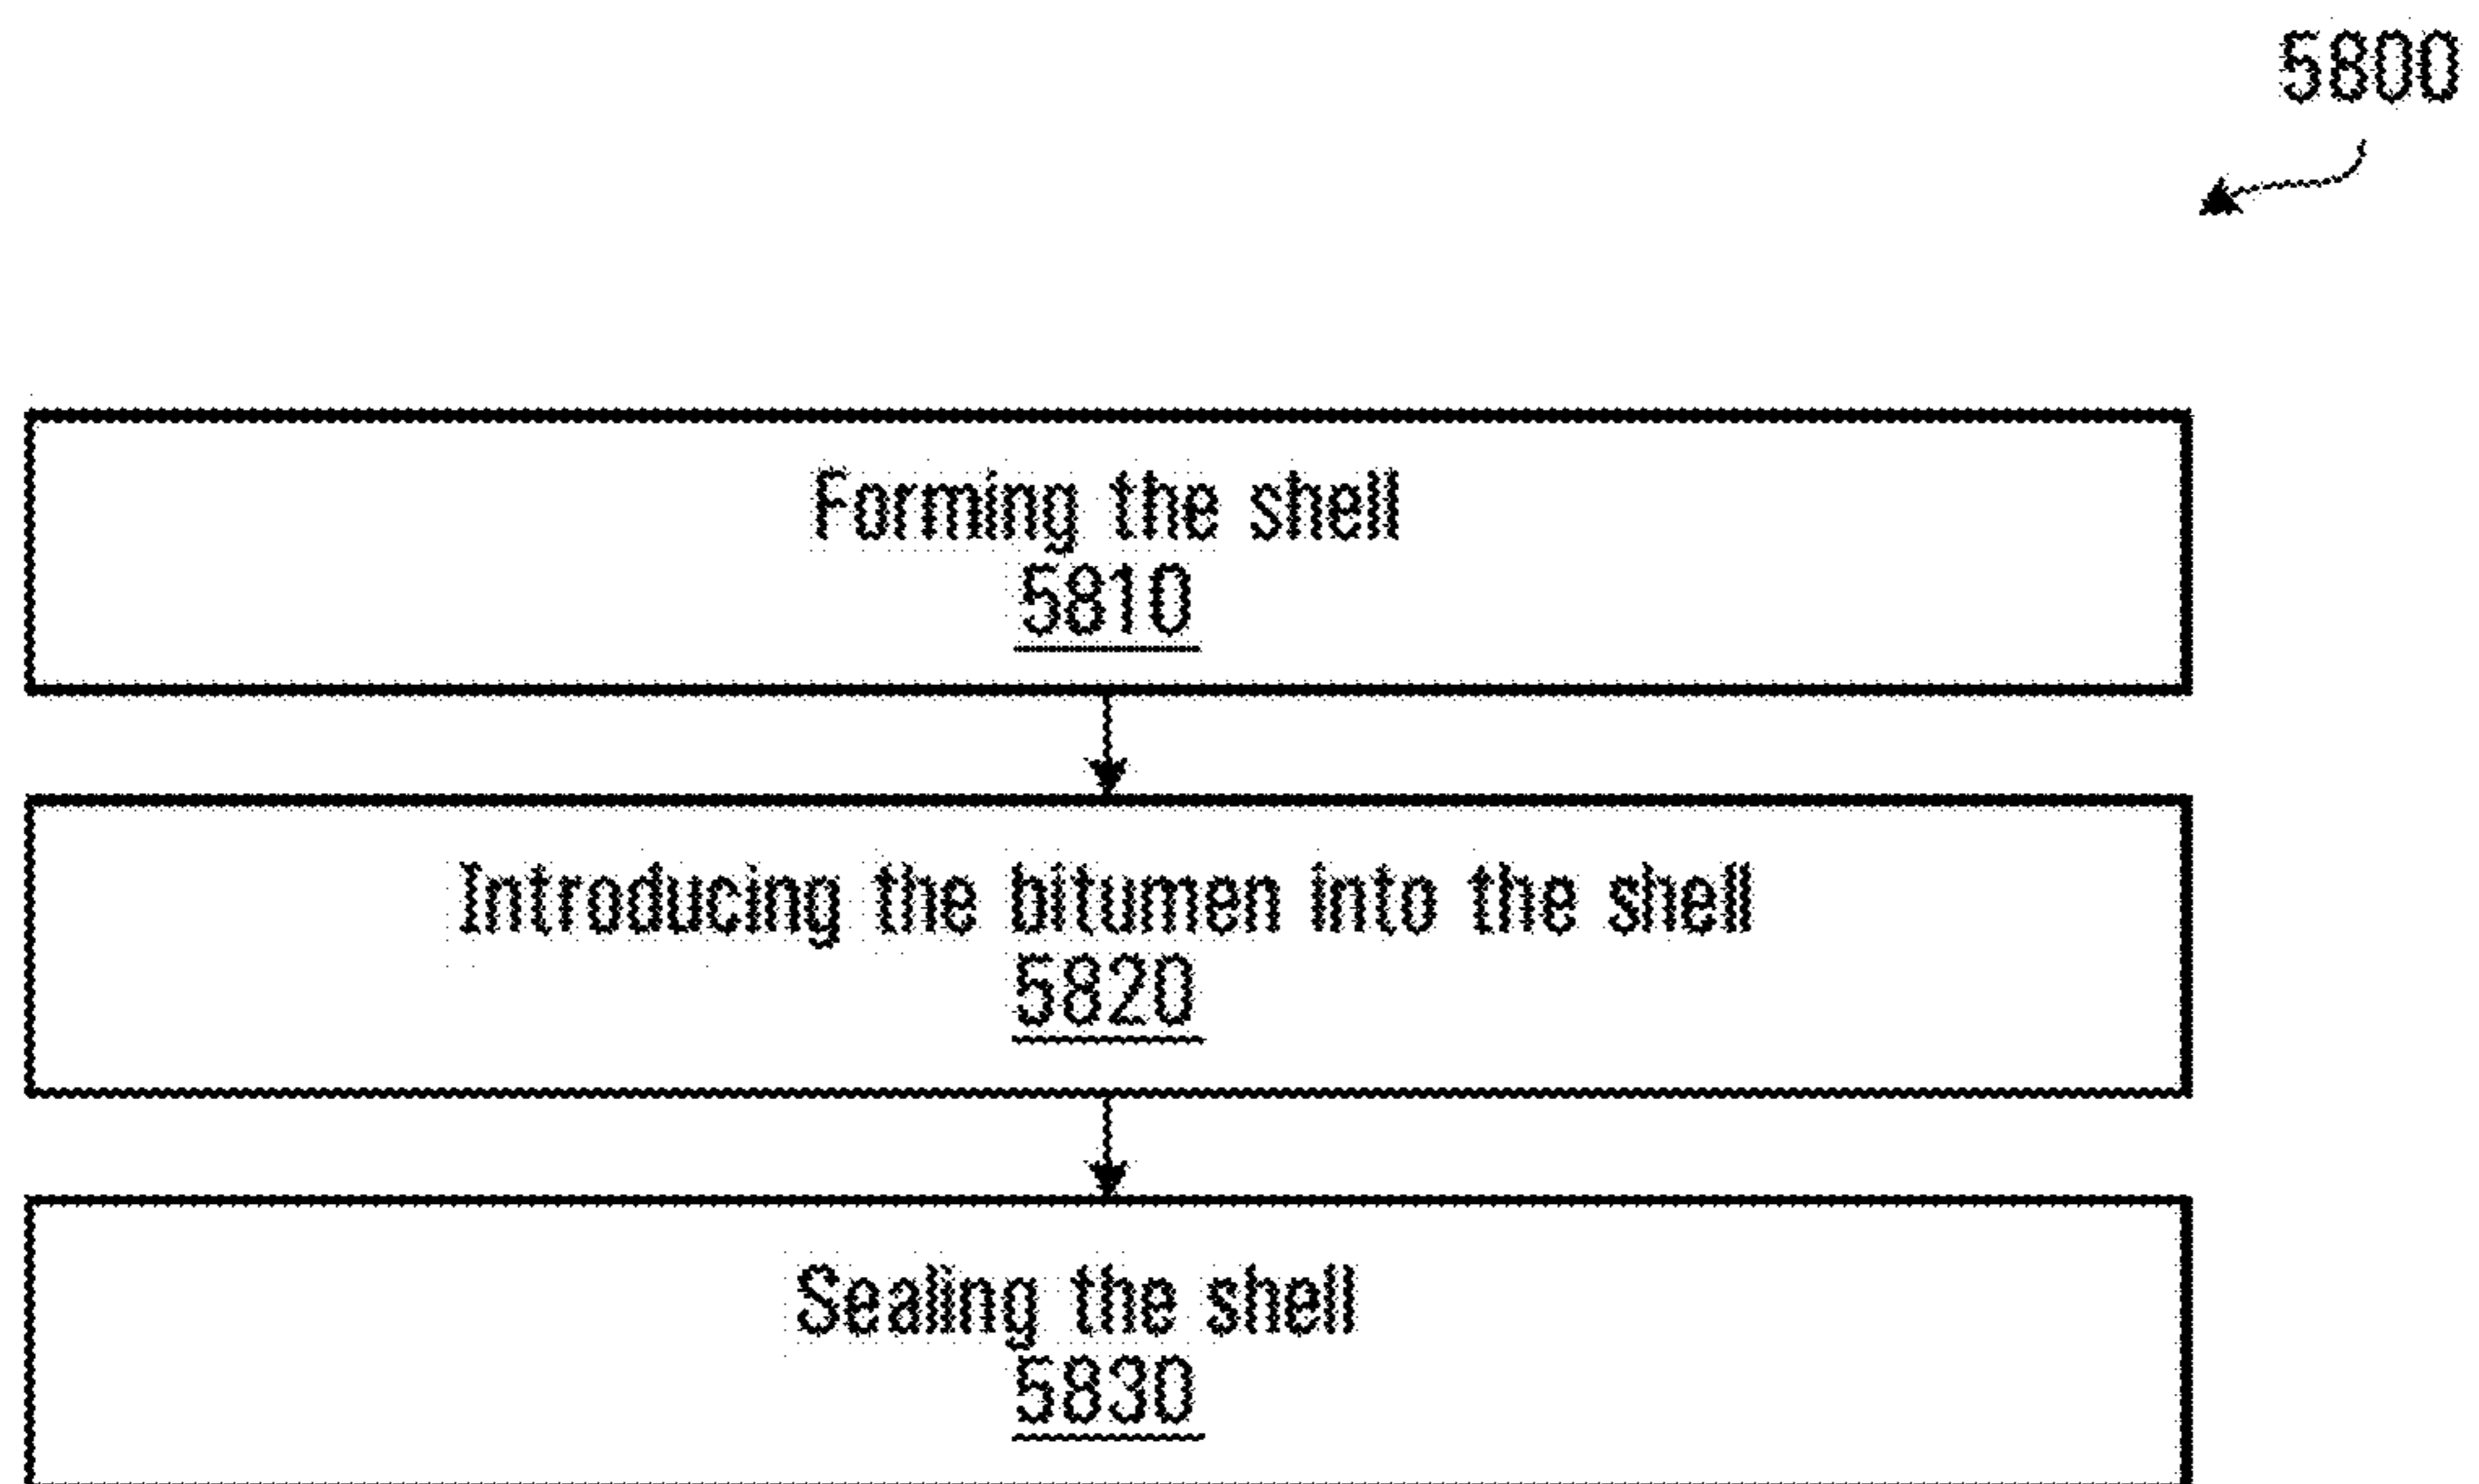 5800
Forming the shell
5810
Introducing the bitumen into the shell
5820
Sealing the shell
5830